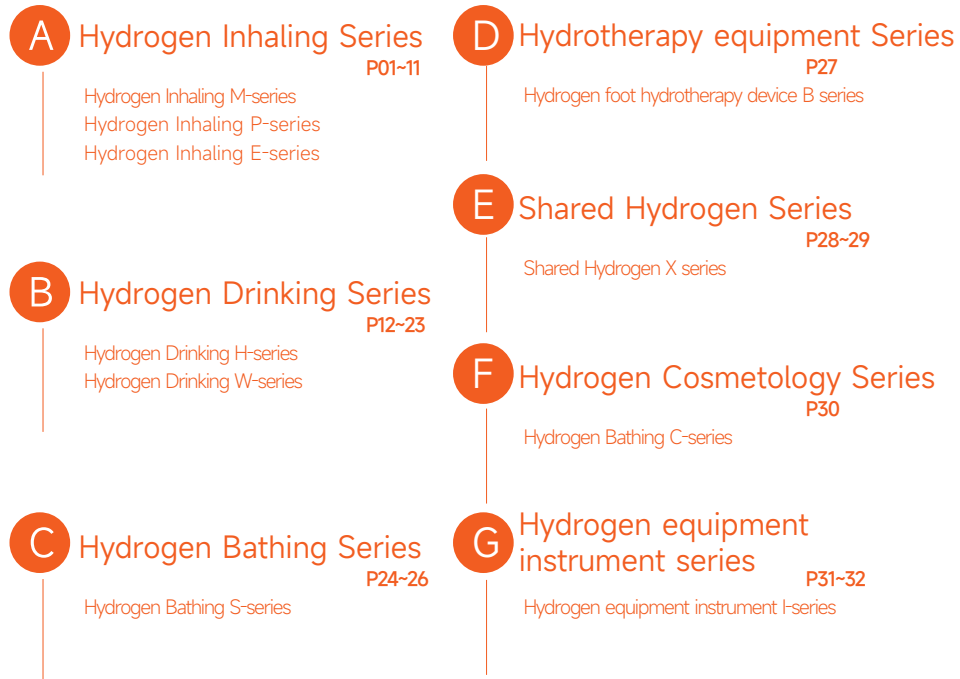 A
Hydrogen Inhaling Series
P01~11
Hydrogen Inhaling M-series
Hydrogen Inhaling P-series
Hydrogen Inhaling E-series
B
Hydrogen Drinking Series
P12~23
Hydrogen Drinking H-series
Hydrogen Drinking W-series
C
Hydrogen Bathing Series
P24~26
Hydrogen Bathing S-series
D
Hydrotherapy equipment Series
P27
Hydrogen foot hydrotherapy device B series
E
Shared Hydrogen Series
P28~29
Shared Hydrogen X series
F
Hydrogen Cosmetology Series
P30
Hydrogen Bathing C-series
G
Hydrogen equipment
instrument series
P31~32
Hydrogen equipment instrument I-series